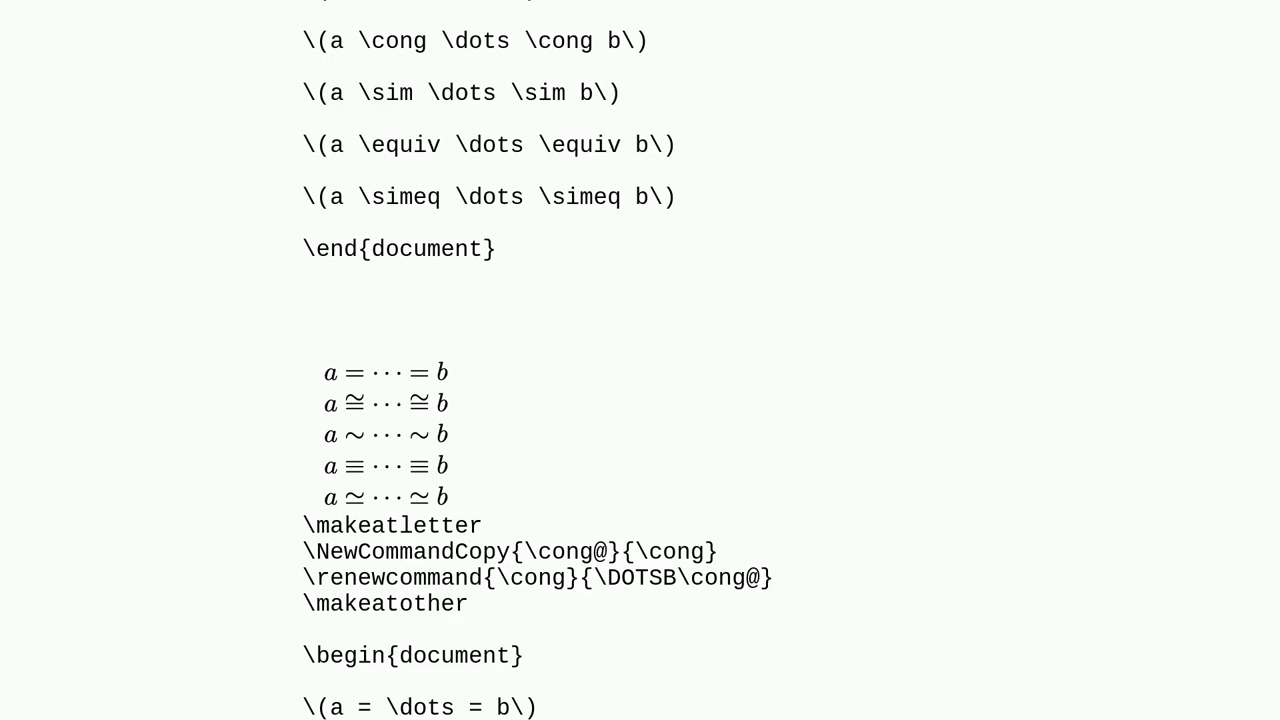 \(a \cong \dots \cong b\)
\(a \sim \dots \sim b\)
\(a \equiv \dots \equiv b\)
\(a \simeq \dots \simeq b\)
\end{document}
a = ⋯ = b
a ≅ ⋯ ≅ b
a ∼ ⋯ ∼ b
a ≡ ⋯ ≡ b
a ≃ ⋯ ≃ b
\makeatletter
\NewCommandCopy{\cong@}{\cong}
\renewcommand{\cong}{\DOTSB\cong@}
\makeatother
\begin{document}
\(a = \dots = b\)